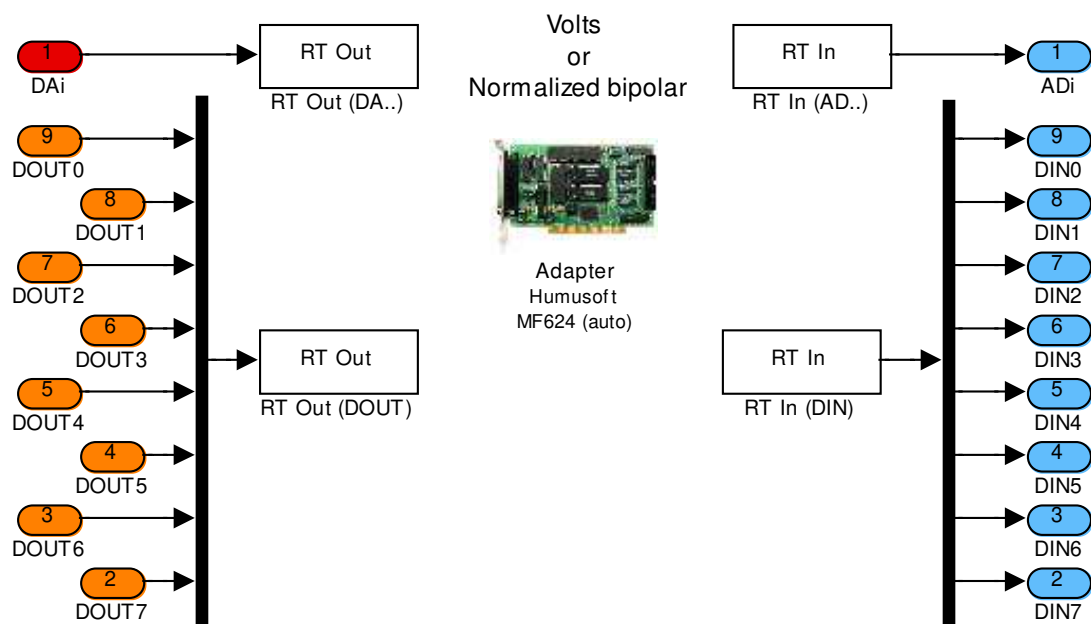 1
DAi
RT Out
RT Out (DA..)
Volts
or
Normalized bipolar
RT In
RT In (AD..)
1
ADi
9
DOUT0
8
DOUT1
7
DOUT2
6
DOUT3
5
DOUT4
4
DOUT5
3
DOUT6
2
DOUT7
RT Out
RT Out (DOUT)
Adapter
Humusoft
MF624 (auto)
RT In
RT In (DIN)
9
DIN0
8
DIN1
7
DIN2
6
DIN3
5
DIN4
4
DIN5
3
DIN6
2
DIN7